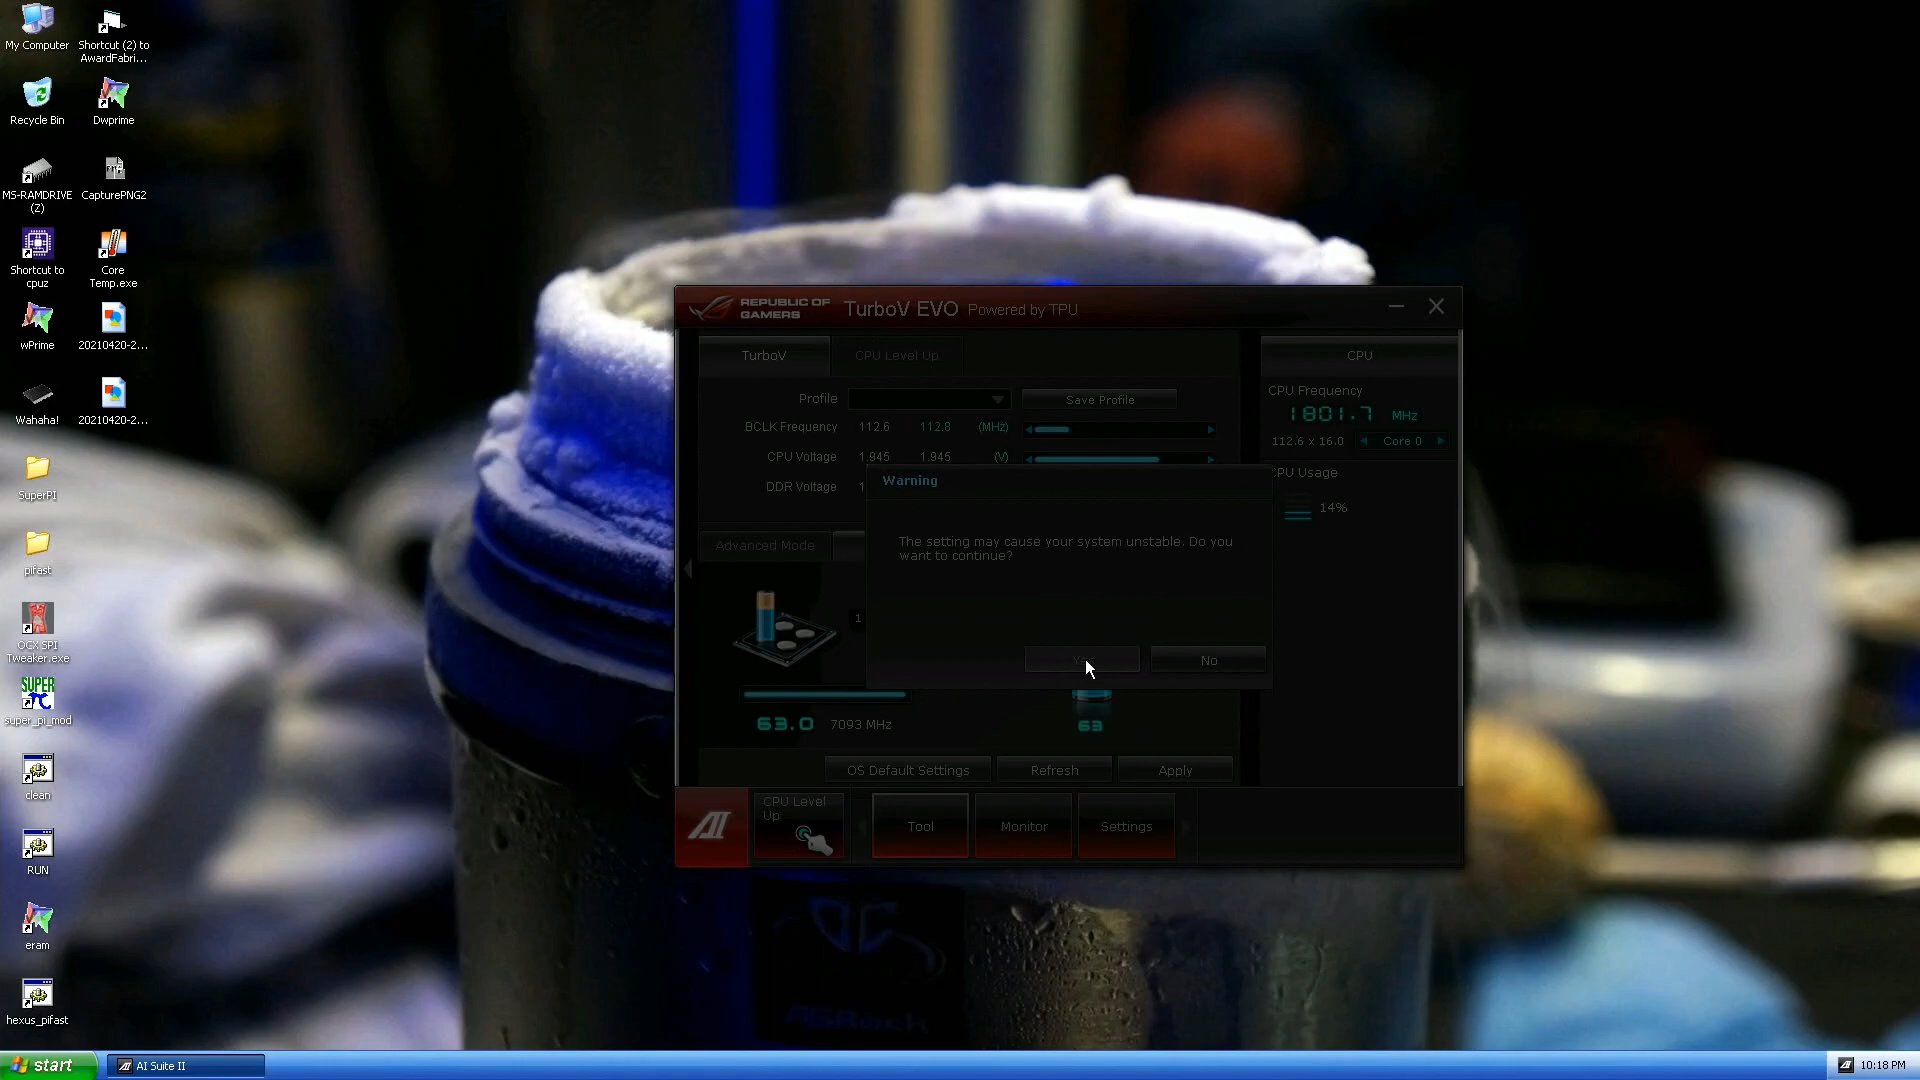 My Computer
Shortcut (2) to
AwardFabri...
Recycle Bin
Dwprime
MS-RAMDRIVE
(Z)
CapturePNG2
Shortcut to
cpuz
Core
Temp.exe
wPrime
20210420-2...
Wahaha!
20210420-2...
SuperPI
pifast
OCX SPI
Tweaker.exe
SUPER
super_pi_mod
clean
RUN
eram
hexus_pifast
REPUBLIC OF
GAMERS
TurboV EVO Powered by TPU
TurboV
CPU Level Up
CPU
Profile
Save Profile
BCLK Frequency 112.6 112.8 (MHz)
CPU Voltage 1.945 1.945 (V)
DDR Voltage 1
CPU Frequency
1801.7 MHz
112.6 x 16.0 Core 0
CPU Usage
14%
Warning
The setting may cause your system unstable. Do you
want to continue?
No
Advanced Mode
1
63.0 7093 MHz
63
OS Default Settings
Refresh
Apply
AI
CPU Level
Up
Tool
Monitor
Settings
start
AI Suite II
10:18 PM